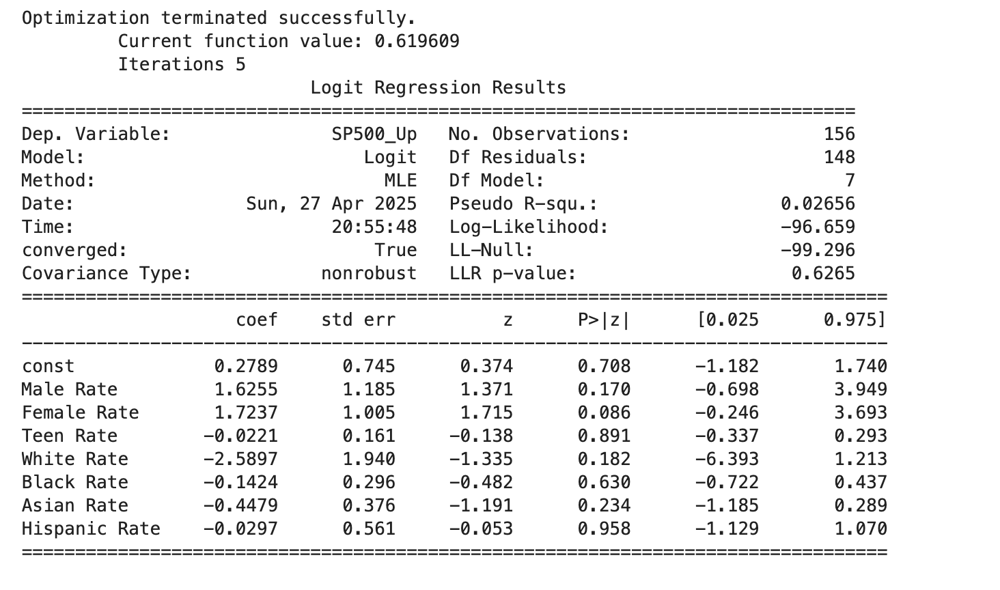 Optimization terminated successfully.
         Current function value: 0.619609
         Iterations 5
                           Logit Regression Results
==============================================================================
Dep. Variable:               SP500_Up   No. Observations:                  156
Model:                          Logit   Df Residuals:                      148
Method:                           MLE   Df Model:                            7
Date:                Sun, 27 Apr 2025   Pseudo R-squ.:                 0.02656
Time:                        20:55:48   Log-Likelihood:                -96.659
converged:                       True   LL-Null:                       -99.296
Covariance Type:            nonrobust   LLR p-value:                    0.6265
=================================================================================
                    coef    std err          z      P>|z|      [0.025      0.975]
---------------------------------------------------------------------------------
const             0.2789      0.745      0.374      0.708      -1.182       1.740
Male Rate         1.6255      1.185      1.371      0.170      -0.698       3.949
Female Rate       1.7237      1.005      1.715      0.086      -0.246       3.693
Teen Rate        -0.0221      0.161     -0.138      0.891      -0.337       0.293
White Rate       -2.5897      1.940     -1.335      0.182      -6.393       1.213
Black Rate       -0.1424      0.296     -0.482      0.630      -0.722       0.437
Asian Rate       -0.4479      0.376     -1.191      0.234      -1.185       0.289
Hispanic Rate    -0.0297      0.561     -0.053      0.958      -1.129       1.070
=================================================================================